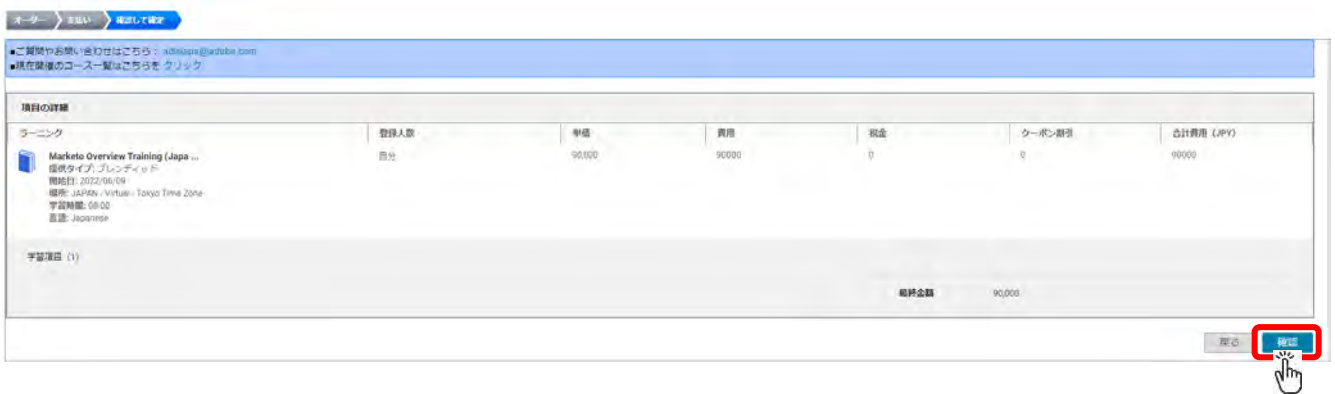 オーダー 支払い 確認して確定
■ご質問やお問い合わせはこちら： adlsjapa@adobe.com
■現在開催のコース一覧はこちらを クリック
項目の詳細
ラーニング 登録人数 単価 費用 税金 クーポン割引 合計費用 (JPY)
Marketo Overview Training (Japa ... 自分 90,000 90000 0 0 90000
提供タイプ: ブレンディッド
開始日: 2022/06/09
場所: JAPAN - Virtual - Tokyo Time Zone
学習時間: 08:00
言語: Japanese
学習項目 (1)
最終金額 90,000
戻る 確認